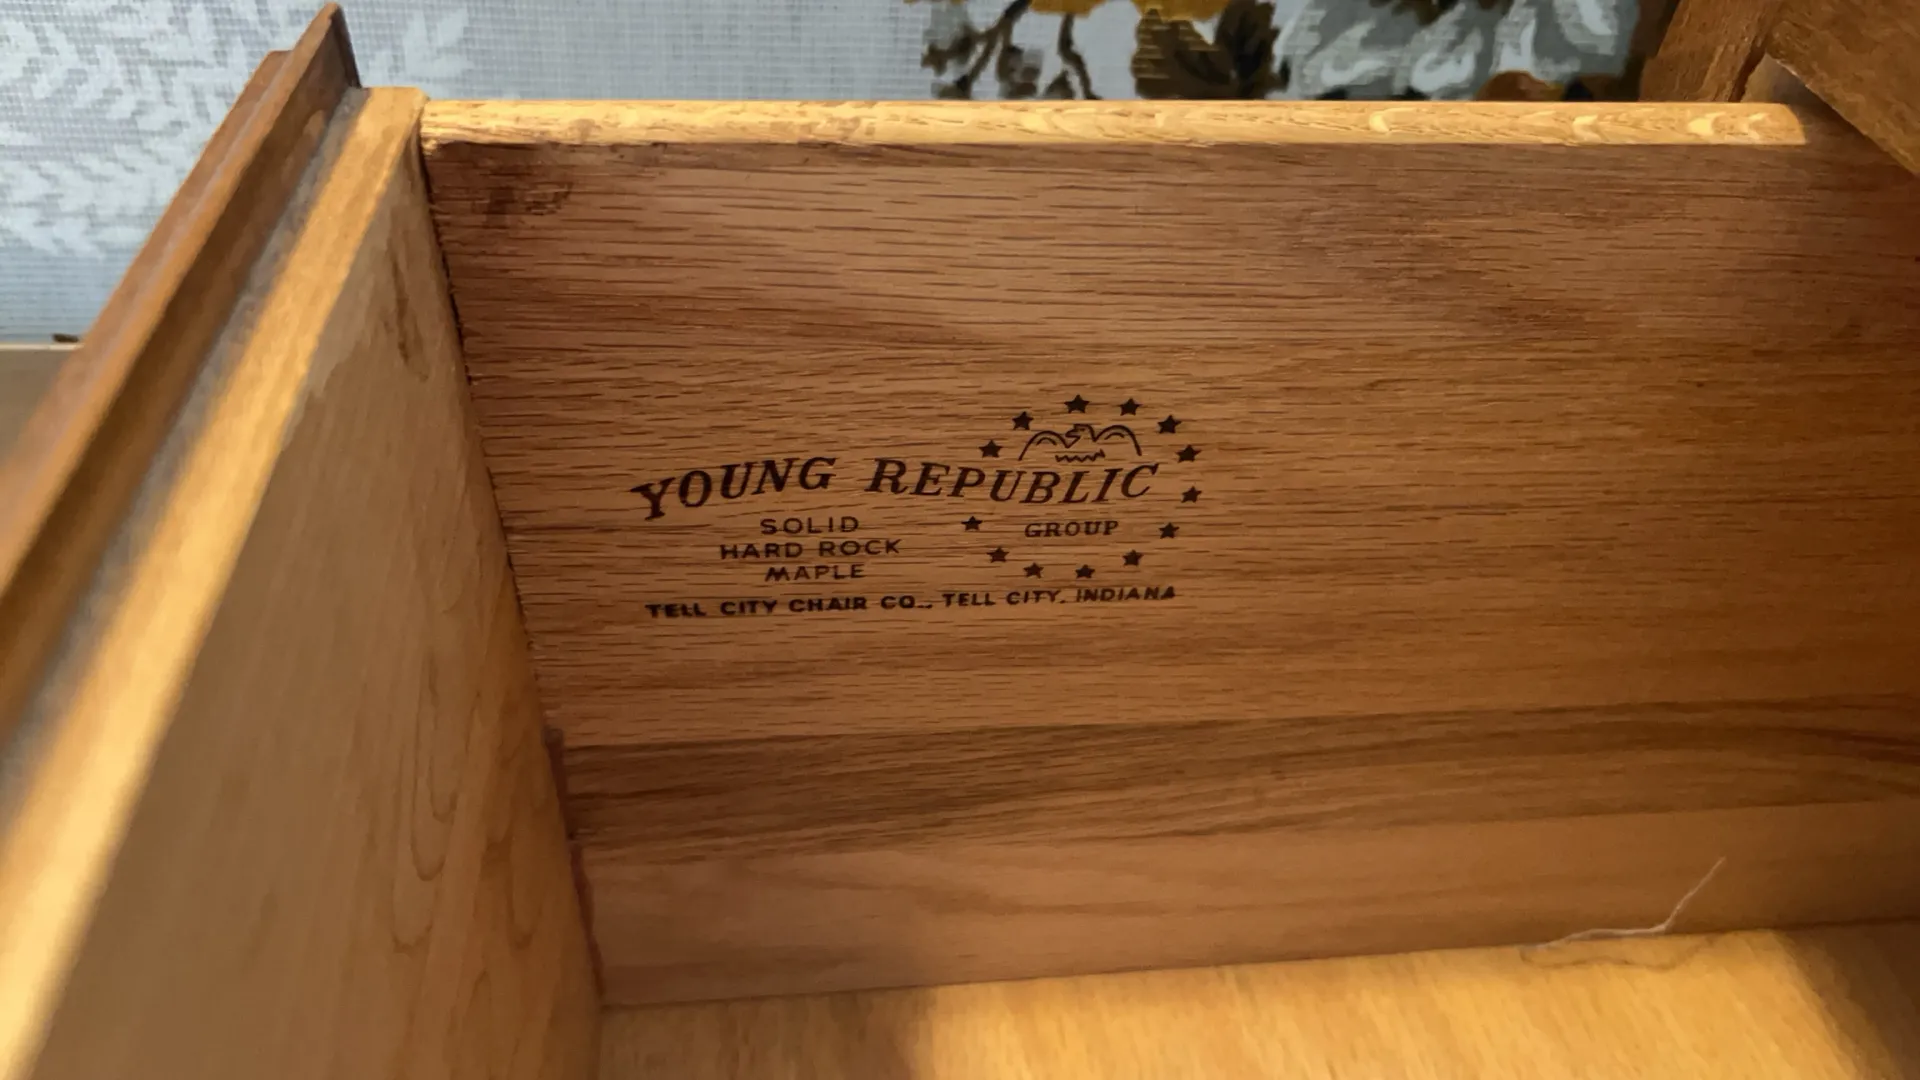 YOUNG REPUBLIC
SOLID
HARD ROCK
MAPLE
GROUP
TELL CITY CHAIR CO., TELL CITY, INDIANA